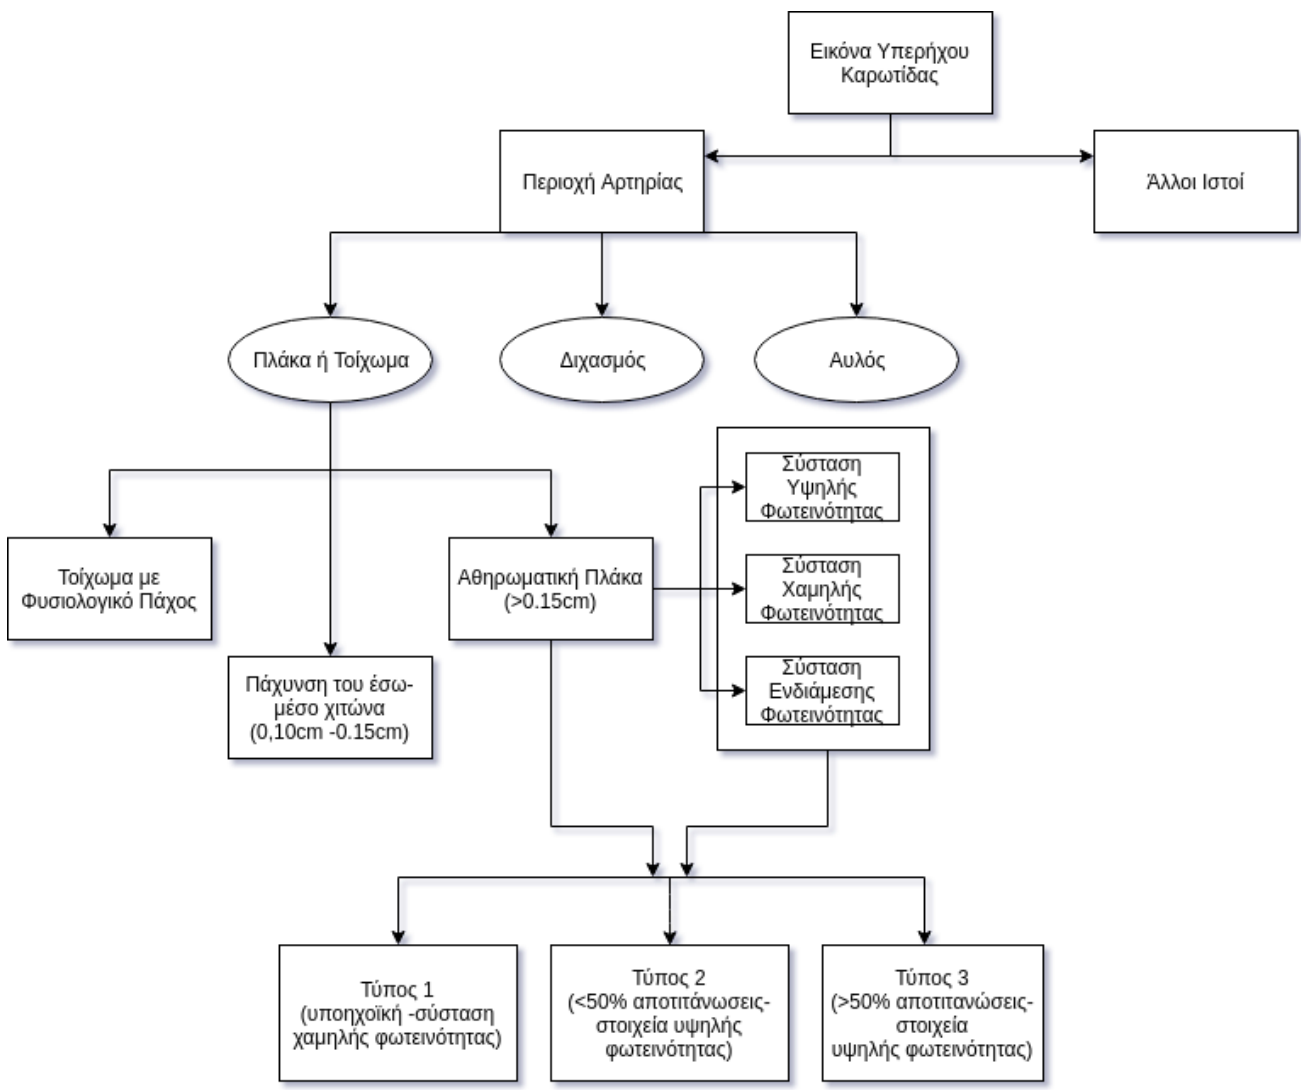 Εικόνα Υπερήχου
Καρωτίδας
Περιοχή Αρτηρίας
Άλλοι Ιστοί
Πλάκα ή Τοίχωμα
Διχασμός
Αυλός
Σύσταση
Υψηλής
Φωτεινότητας
Τοίχωμα με
Φυσιολογικό Πάχος
Αθηρωματική Πλάκα
(>0.15cm)
Σύσταση
Χαμηλής
Φωτεινότητας
Πάχυνση του έσω-
μέσο χιτώνα
(0,10cm -0.15cm)
Σύσταση
Ενδιάμεσης
Φωτεινότητας
Τύπος 1
(υποηχοϊκή -σύσταση
χαμηλής φωτεινότητας)
Τύπος 2
(<50% αποτιτάνωσεις-
στοιχεία υψηλής
φωτεινότητας)
Τύπος 3
(>50% αποτιτανώσεις-
στοιχεία
υψηλής φωτεινότητας)